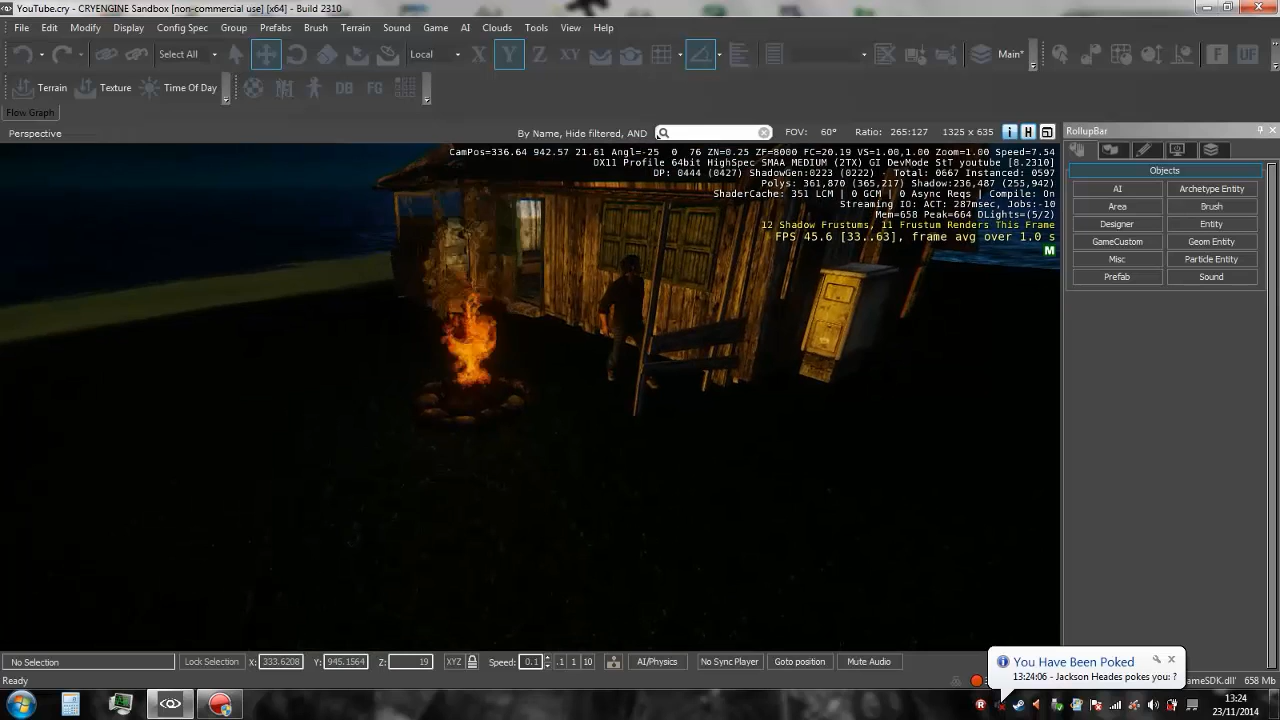 YouTube.cry - CRYENGINE Sandbox [non-commercial use] [x64] - Build 2310
File Edit Modify Display Config Spec Group Prefabs Brush Terrain Sound Game AI Clouds Tools View Help
Select All Local X Y Z XY Main* F UF
Terrain Texture Time Of Day DB FG
Flow Graph
Perspective By Name, Hide filtered, AND FOV: 60° Ratio: 265:127 1325 x 635 i H
RollupBar
CamPos=336.64 942.57 21.61 Angl=-25 0 76 ZN=0.25 ZF=8000 FC=20.19 VS=1.00,1.00 Zoom=1.00 Speed=7.54
DX11 Profile 64bit HighSpec SMAA MEDIUM (2TX) GI DevMode StT youtube [8.2310]
DP: 0444 (0427) ShadowGen:0223 (0222) - Total: 0667 Instanced: 0597
Polys: 361,870 (365,217) Shadow:236,487 (255,942)
ShaderCache: 351 LCM | 0 GCM | 0 Async Reqs | Compile: On
Streaming IO: ACT: 287msec, Jobs:-10
Mem=658 Peak=664 DLights=(5/2)
12 Shadow Frustums, 11 Frustum Renders This Frame
FPS 45.6 [33..63], frame avg over 1.0 s
M
Objects
AI Archetype Entity
Area Brush
Designer Entity
GameCustom Geom Entity
Misc Particle Entity
Prefab Sound
No Selection Lock Selection X: 333.6208 Y: 945.1564 Z: 19 XYZ Speed: 0.1 .1 1 10 AI/Physics No Sync Player Goto position Mute Audio
Ready
You Have Been Poked
13:24:06 - Jackson Heades pokes you: ?
ameSDK.dll' 658 Mb
13:24
23/11/2014